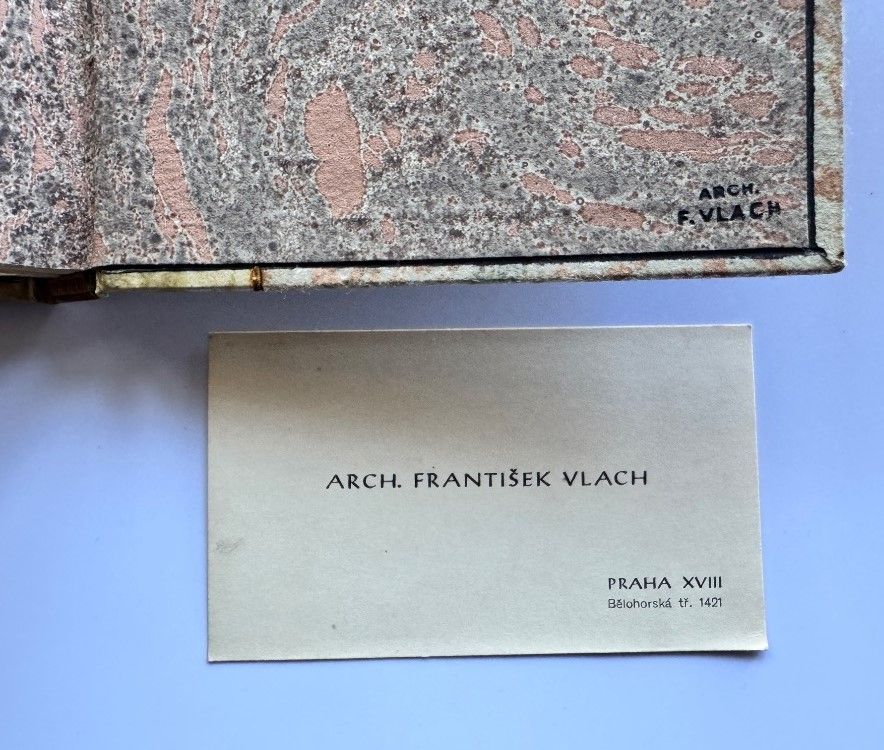 ARCH.
F. VLACH
ARCH. FRANTIŠEK VLACH
PRAHA XVIII
Bělohorská tř. 1421